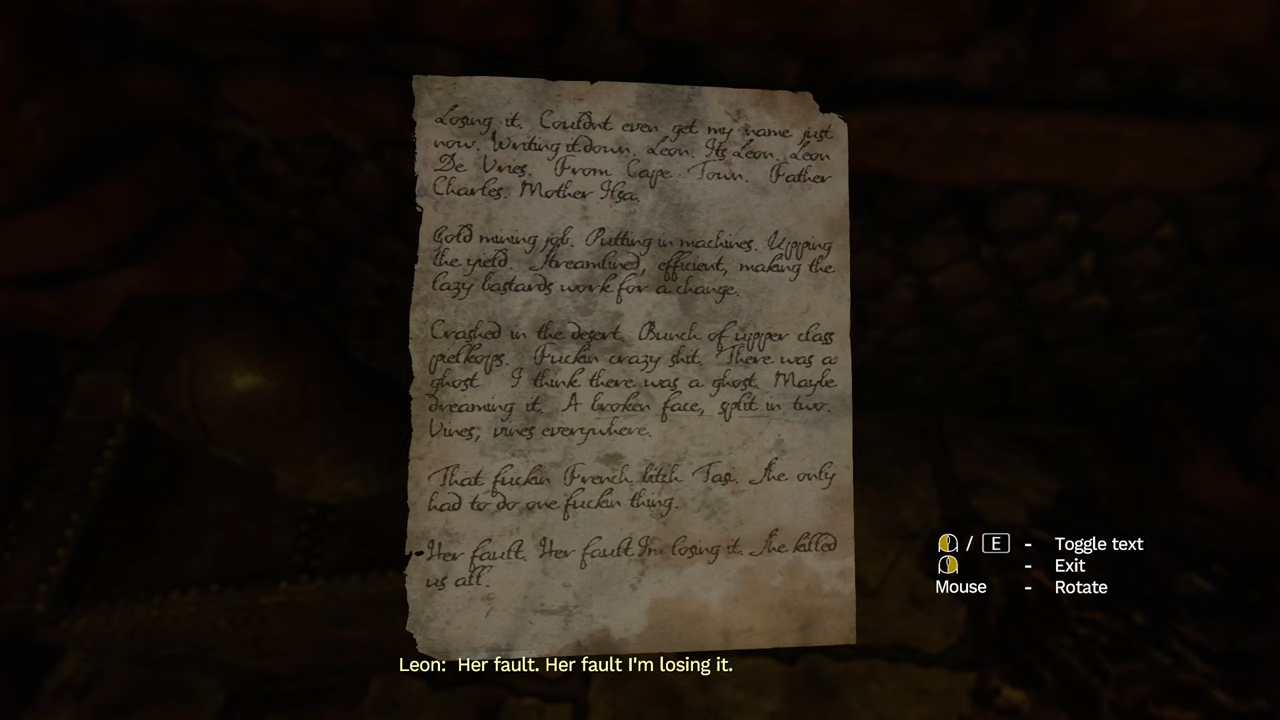 Losing it. Couldnt even get my name just
now. Writing it down. Leon. Its Leon. Leon
De Vries. From Cape Town. Father
Charles. Mother Ilsa.
Gold mining job. Putting in machines. Upping
the yield. Streamlined, efficient, making the
lazy bastards work for a change.
Crashed in the desert. Bunch of upper class
pielkops. Fuckin crazy shit. There was a
ghost. I think there was a ghost. Maybe
dreaming it. A broken face, split in two.
Vines, vines everywhere.
That fuckin French bitch Tasi. She only
had to do one fuckin thing.
Her fault. Her fault Im losing it. She killed
us all.
/ E - Toggle text
- Exit
Mouse - Rotate
Leon: Her fault. Her fault I'm losing it.